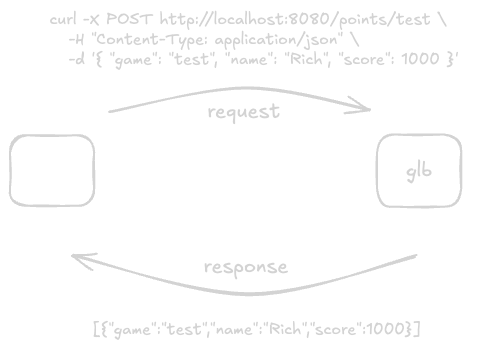 curl -X POST http://localhost:8080/points/test \
-H "Content-Type: application/json" \
-d '{ "game": "test", "name": "Rich", "score": 1000 }'
request
glb
response
[{"game":"test","name":"Rich","score":1000}]